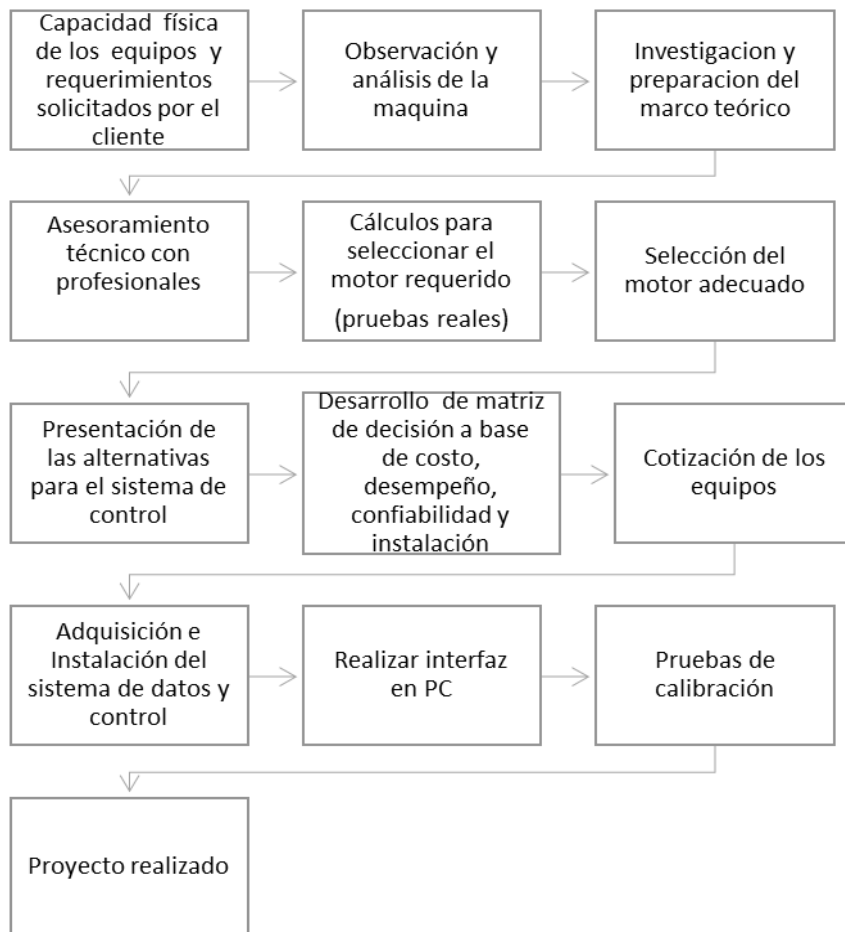 Capacidad física
de los equipos y
requerimientos
solicitados por el
cliente
Observación y
análisis de la
maquina
Investigacion y
preparacion del
marco teórico
Asesoramiento
técnico con
profesionales
Cálculos para
seleccionar el
motor requerido
(pruebas reales)
Selección del
motor adecuado
Presentación de
las alternativas
para el sistema de
control
Desarrollo de matriz
de decisión a base
de costo,
desempeño,
confiabilidad y
instalación
Cotización de los
equipos
Adquisición e
Instalación del
sistema de datos y
control
Realizar interfaz
en PC
Pruebas de
calibración
Proyecto realizado